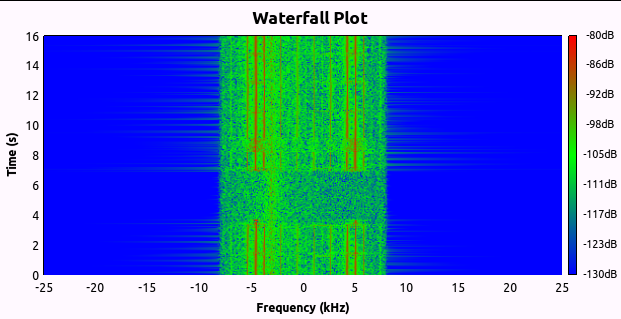 Waterfall Plot
16
14
12
10
8
6
4
2
0
Time (s)
-25 -20 -15 -10 -5 0 5 10 15 20 25
Frequency (kHz)
-80dB
-86dB
-92dB
-98dB
-105dB
-111dB
-117dB
-123dB
-130dB